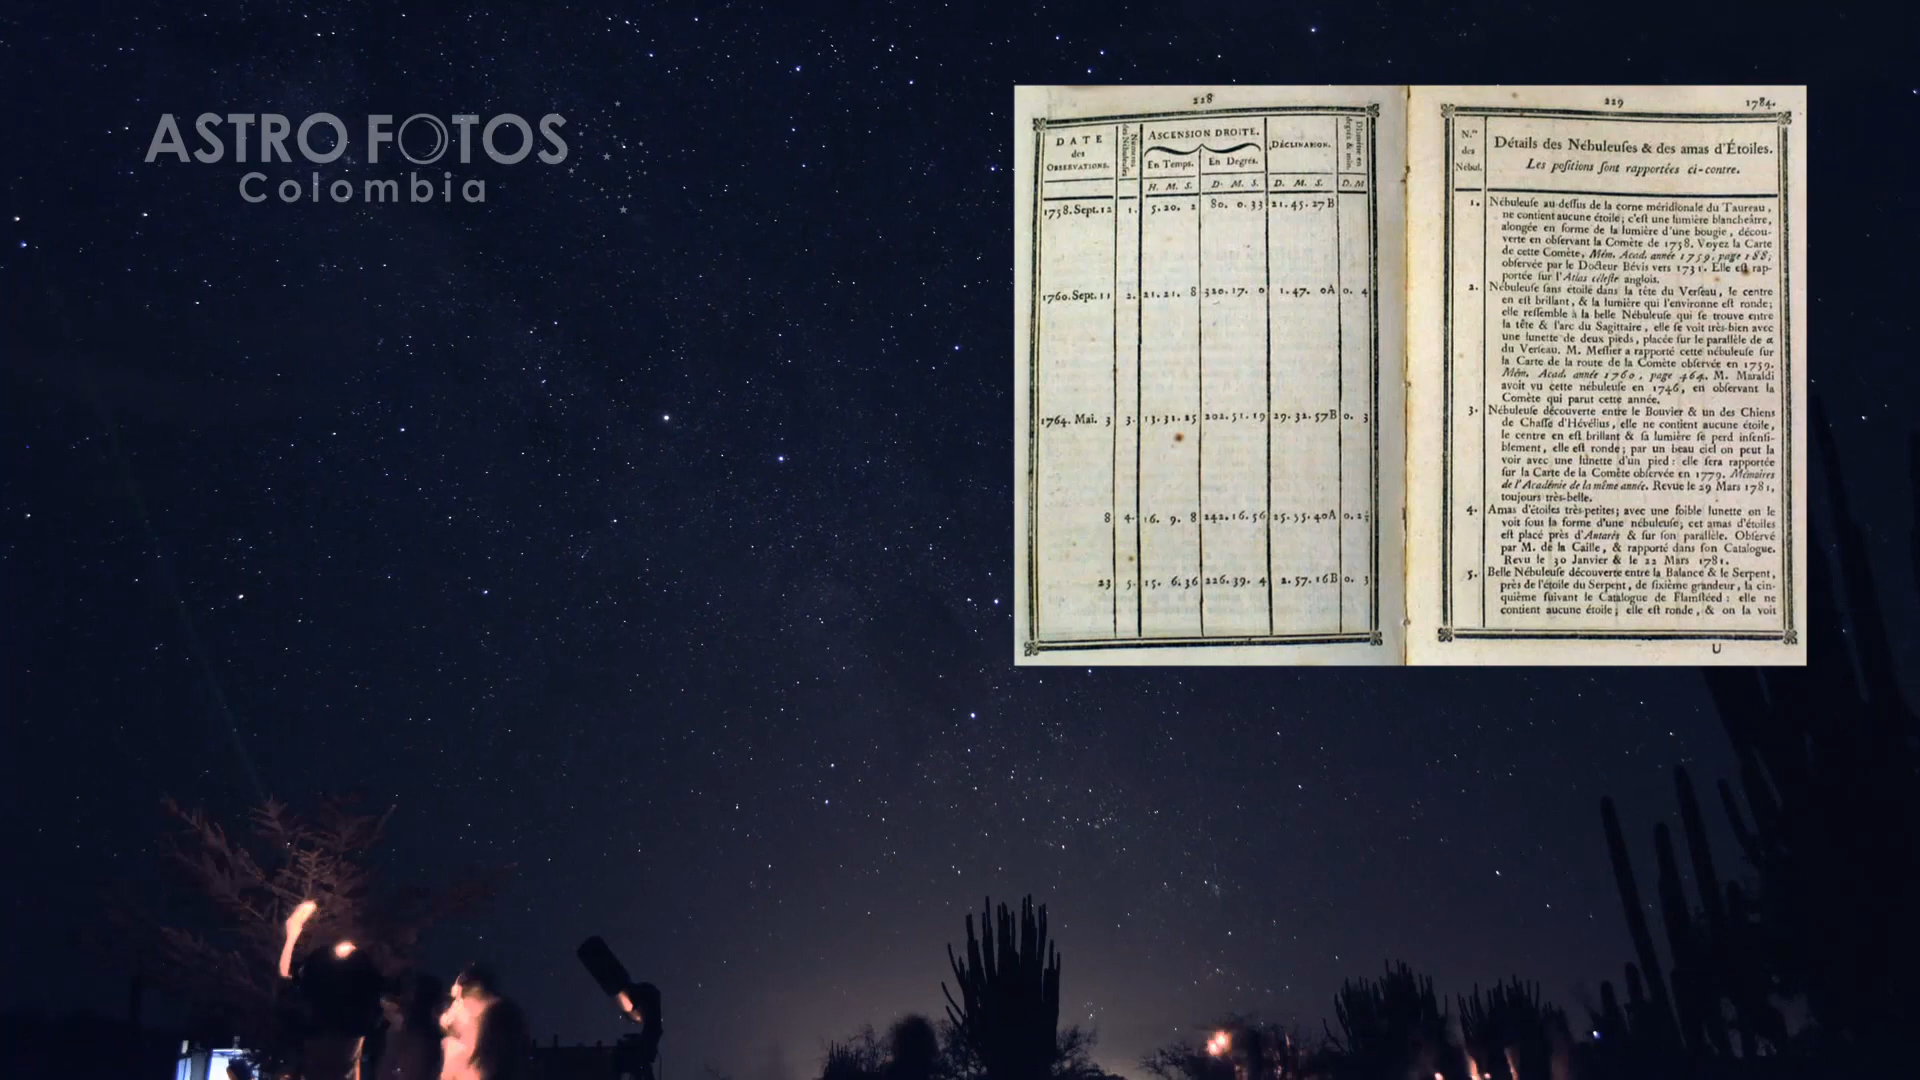 ASTRO FOTOS
Colombia
228
DATE
des
OBSERVATIONS.
Numéros
des Nébuleuses
ASCENSION DROITE.
En Temps.
En Degrés.
DÉCLINAISON.
Diamètre en
degrés & min.
H. M. S.
D. M. S.
D. M. S.
D. M
1758. Sept. 12 1. 5. 20. 2 80. 0. 33 21. 45. 27 B
1760. Sept. 11 2. 21. 21. 8 320. 17. 0 1. 47. 0 A 0. 4
1764. Mai. 3 3. 13. 31. 25 202. 51. 19 29. 32. 57 B 0. 3
8 4. 16. 9. 8 242. 16. 56 25. 55. 40 A 0. 2½
23 5. 15. 6. 36 226. 39. 4 2. 57. 16 B 0. 3
229
1784.
N.ᵒˢ
des
Nébul.
Détails des Nébuleuſes & des amas d'Étoiles.
Les poſitions ſont rapportées ci-contre.
1. Nébuleuſe au-deſſus de la corne méridionale du Taureau,
ne contient aucune étoile; c'eſt une lumière blancheâtre,
alongée en forme de la lumière d'une bougie, décou-
verte en obſervant la Comète de 1758. Voyez la Carte
de cette Comète, Mém. Acad. année 1759, page 188;
obſervée par le Docteur Bévis vers 1731. Elle eſt rap-
portée ſur l'Atlas céleſte anglois.
2. Nébuleuſe ſans étoile dans la tête du Verſeau, le centre
en eſt brillant, & la lumière qui l'environne eſt ronde;
elle reſſemble à la belle Nébuleuſe qui ſe trouve entre
la tête & l'arc du Sagittaire, elle ſe voit très-bien avec
une lunette de deux pieds, placée ſur le parallèle de α
du Verſeau. M. Meſſier a rapporté cette nébuleuſe ſur
la Carte de la route de la Comète obſervée en 1759.
Mém. Acad. année 1760, page 464. M. Maraldi
avoit vu cette nébuleuſe en 1746, en obſervant la
Comète qui parut cette année.
3. Nébuleuſe découverte entre le Bouvier & un des Chiens
de Chaſſe d'Hévélius, elle ne contient aucune étoile,
le centre en eſt brillant & ſa lumière ſe perd inſenſi-
blement, elle eſt ronde; par un beau ciel on peut la
voir avec une lunette d'un pied: elle ſera rapportée
ſur la Carte de la Comète obſervée en 1779. Mémoires
de l'Académie de la même année. Revue le 29 Mars 1781,
toujours très-belle.
4. Amas d'étoiles très-petites; avec une foible lunette on le
voit ſous la forme d'une nébuleuſe; cet amas d'étoiles
eſt placé près d'Antarès & ſur ſon parallèle. Obſervé
par M. de la Caille, & rapporté dans ſon Catalogue.
Revu le 30 Janvier & le 22 Mars 1781.
5. Belle Nébuleuſe découverte entre la Balance & le Serpent,
près de l'étoile du Serpent, de ſixième grandeur, la cin-
quième ſuivant le Catalogue de Flamſtéed: elle ne
contient aucune étoile; elle eſt ronde, & on la voit
U